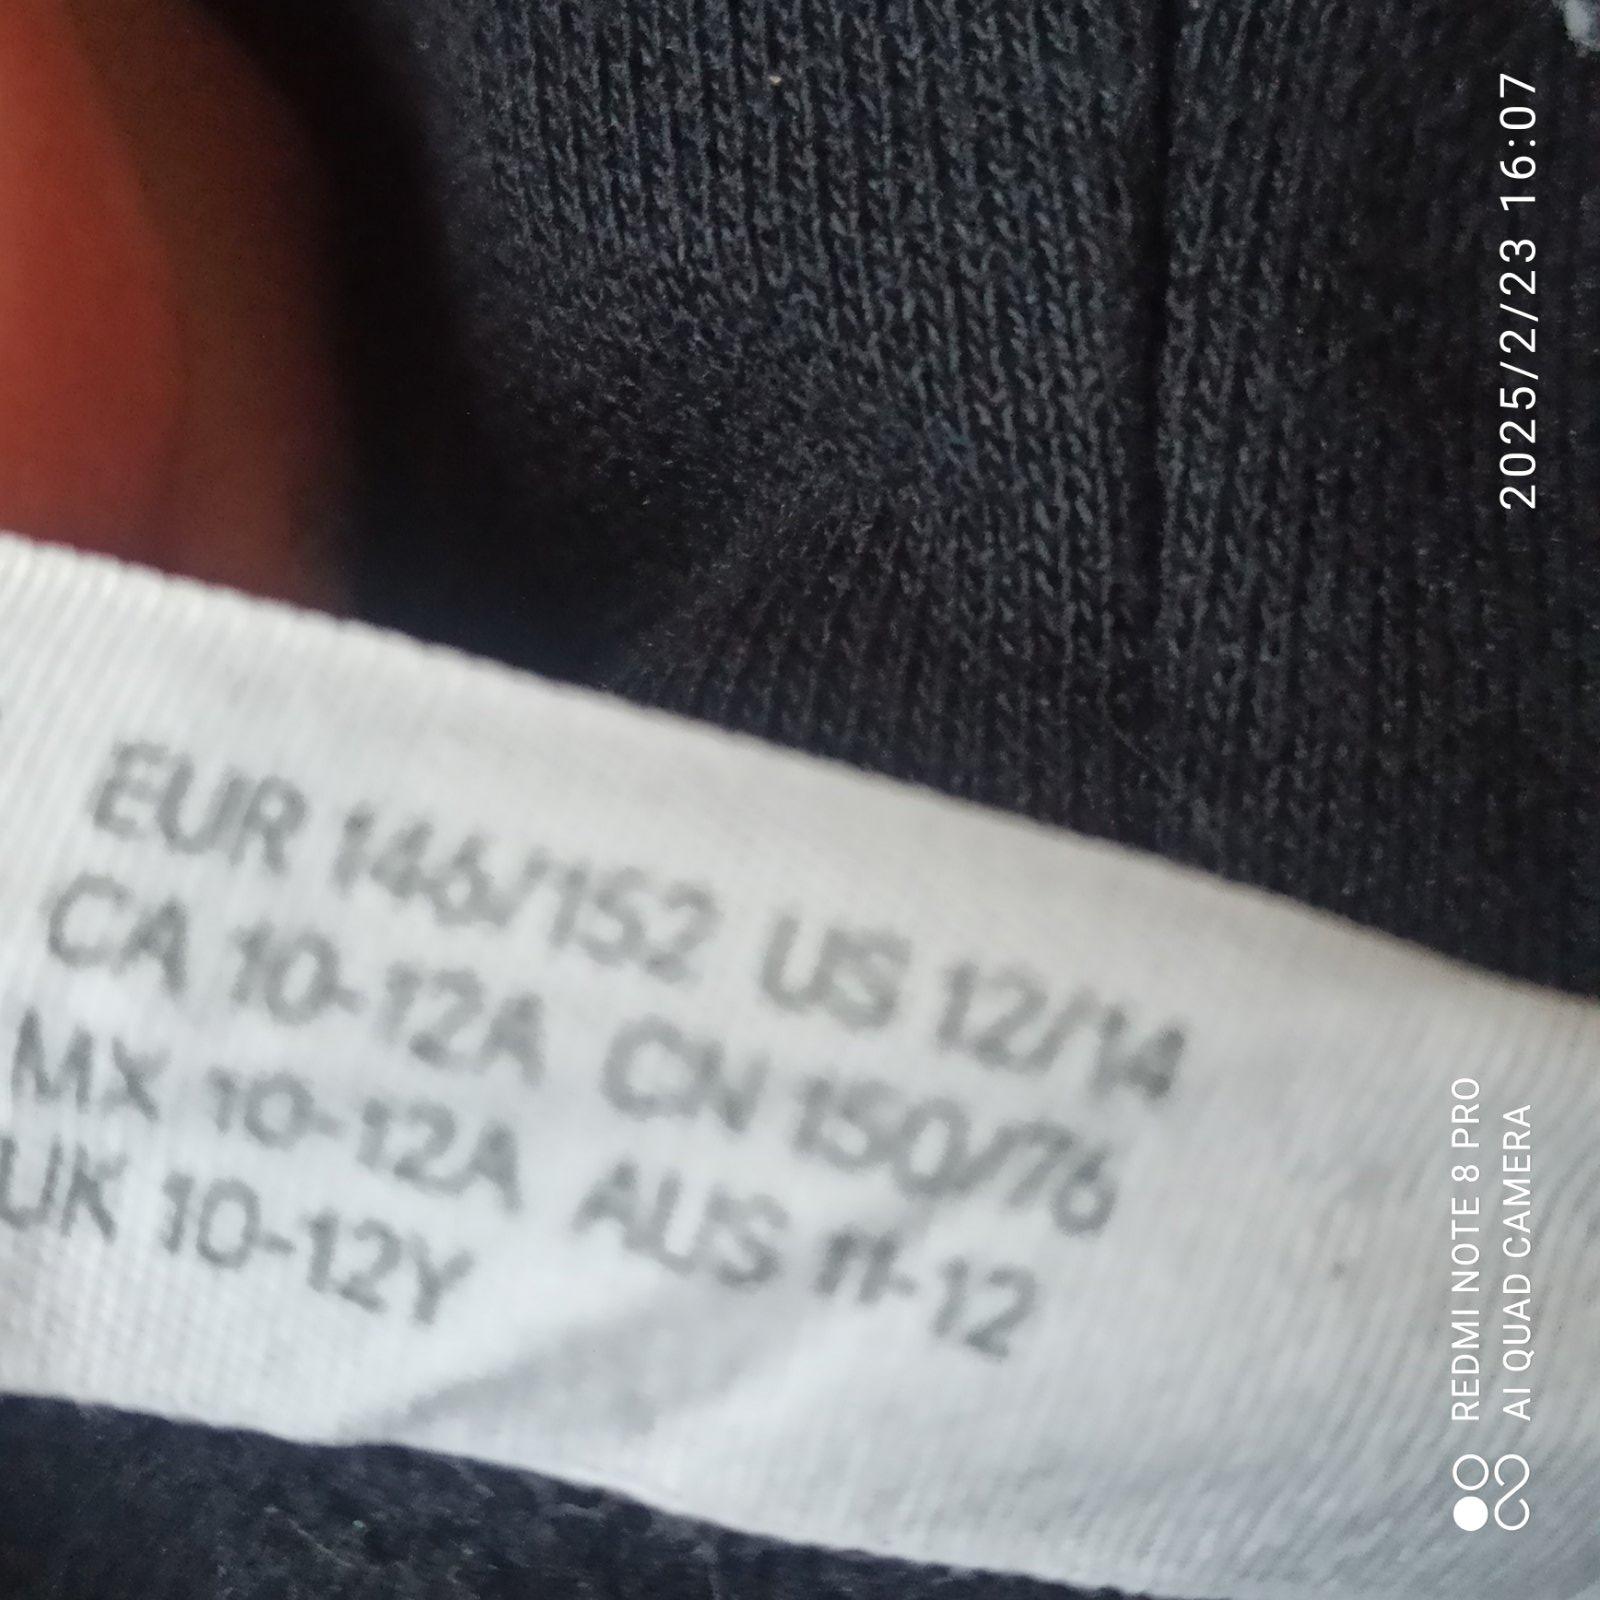 EUR 146/152 US 12/14
CA 10-12A CN 150/76
MX 10-12A AUS 11-12
UK 10-12Y
2025/2/23 16:07
REDMI NOTE 8 PRO
AI QUAD CAMERA